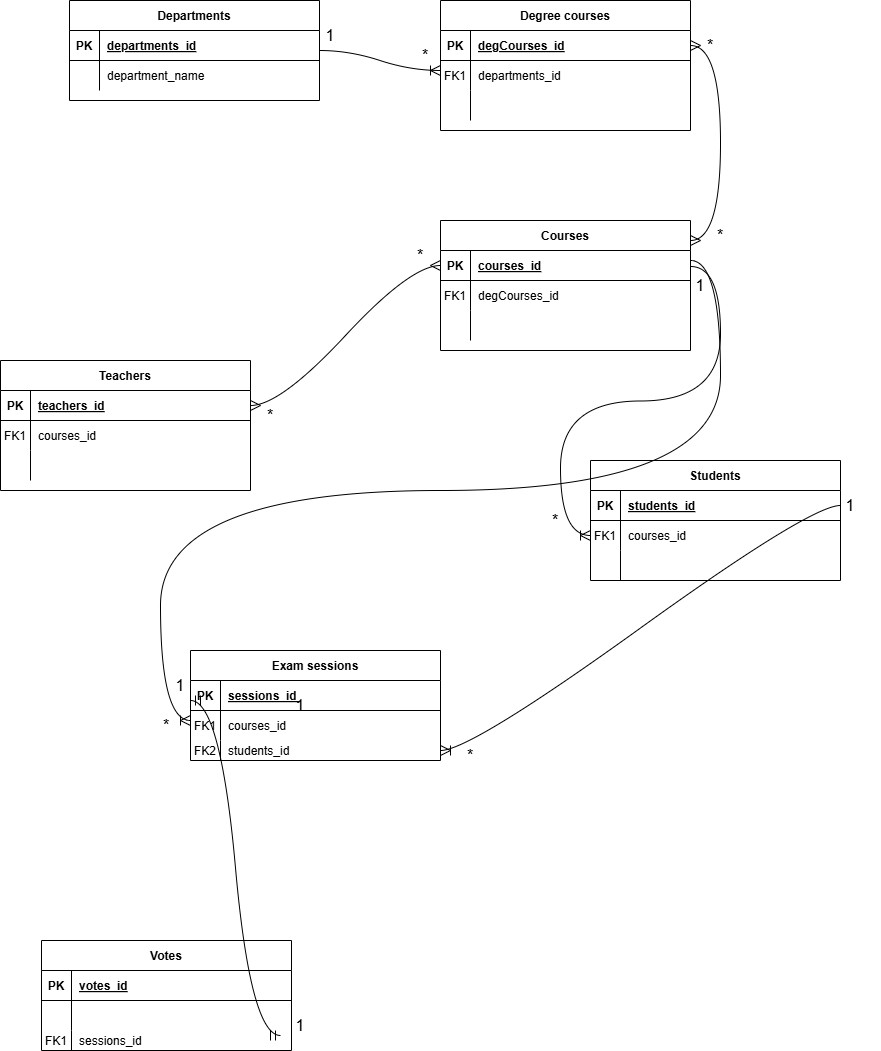 Departments
PK departments_id
department_name
1
*
Degree courses
PK degCourses_id
FK1 departments_id
*
*
Courses
PK courses_id
FK1 degCourses_id
*
1
Teachers
PK teachers_id
FK1 courses_id
*
Students
PK students_id
FK1 courses_id
*
1
Exam sessions
PK sessions_id
1
FK1 courses_id
FK2 students_id
1
*
*
Votes
PK votes_id
FK1 sessions_id
1